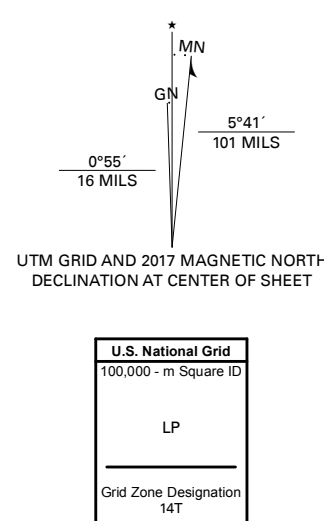 ★
MN
GN
5°41´
101 MILS
0°55´
16 MILS
UTM GRID AND 2017 MAGNETIC NORTH
DECLINATION AT CENTER OF SHEET
U.S. National Grid
100,000 - m Square ID
LP
Grid Zone Designation
14T